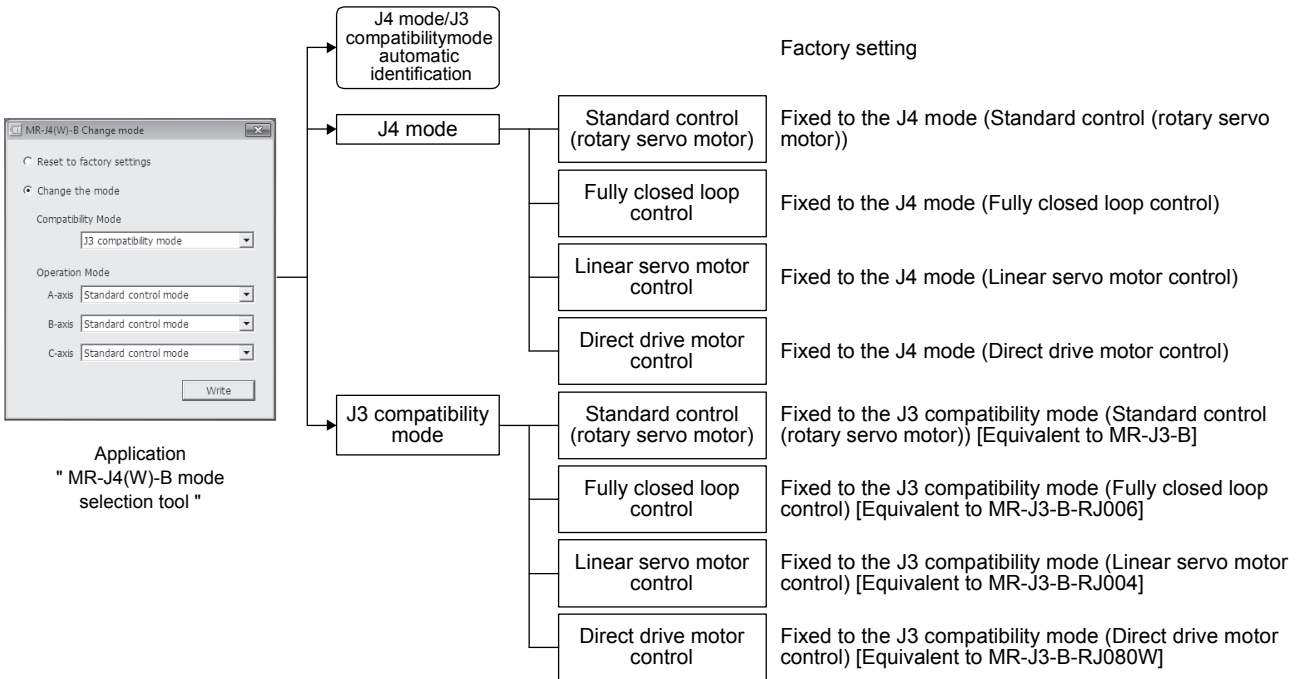 MR-J4(W)-B Change mode
Reset to factory settings
Change the mode
Compatibility Mode
J3 compatibility mode
Operation Mode
A-axis Standard control mode
B-axis Standard control mode
C-axis Standard control mode
Write
Application
" MR-J4(W)-B mode
selection tool "
J4 mode/J3
compatibilitymode
automatic
identification
Factory setting
J4 mode
Standard control
(rotary servo motor)
Fixed to the J4 mode (Standard control (rotary servo
motor))
Fully closed loop
control
Fixed to the J4 mode (Fully closed loop control)
Linear servo motor
control
Fixed to the J4 mode (Linear servo motor control)
Direct drive motor
control
Fixed to the J4 mode (Direct drive motor control)
J3 compatibility
mode
Standard control
(rotary servo motor)
Fixed to the J3 compatibility mode (Standard control
(rotary servo motor)) [Equivalent to MR-J3-B]
Fully closed loop
control
Fixed to the J3 compatibility mode (Fully closed loop
control) [Equivalent to MR-J3-B-RJ006]
Linear servo motor
control
Fixed to the J3 compatibility mode (Linear servo motor
control) [Equivalent to MR-J3-B-RJ004]
Direct drive motor
control
Fixed to the J3 compatibility mode (Direct drive motor
control) [Equivalent to MR-J3-B-RJ080W]